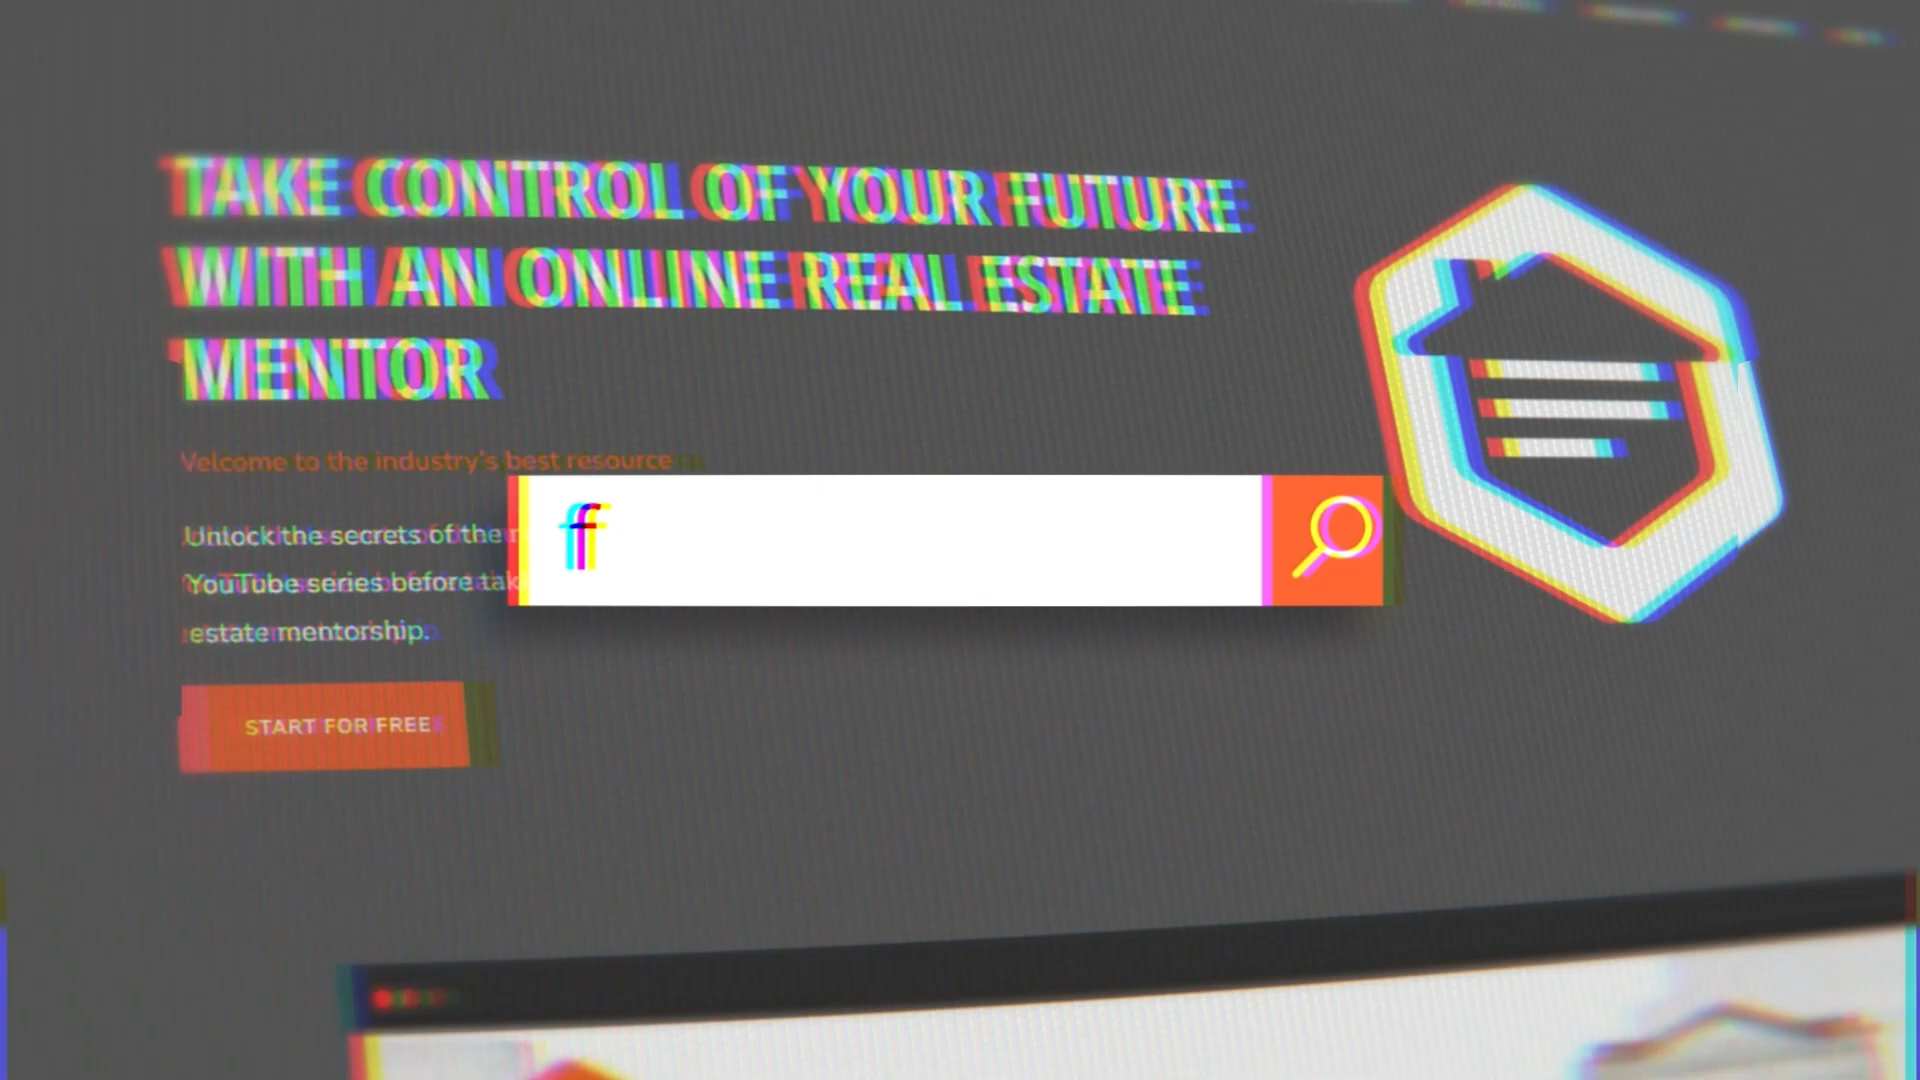 TAKE CONTROL OF YOUR FUTURE
WITH AN ONLINE REAL ESTATE
MENTOR
Welcome to the industry's best resource
Unlock the secrets of the
YouTube series before tak
estate mentorship.
START FOR FREE
f